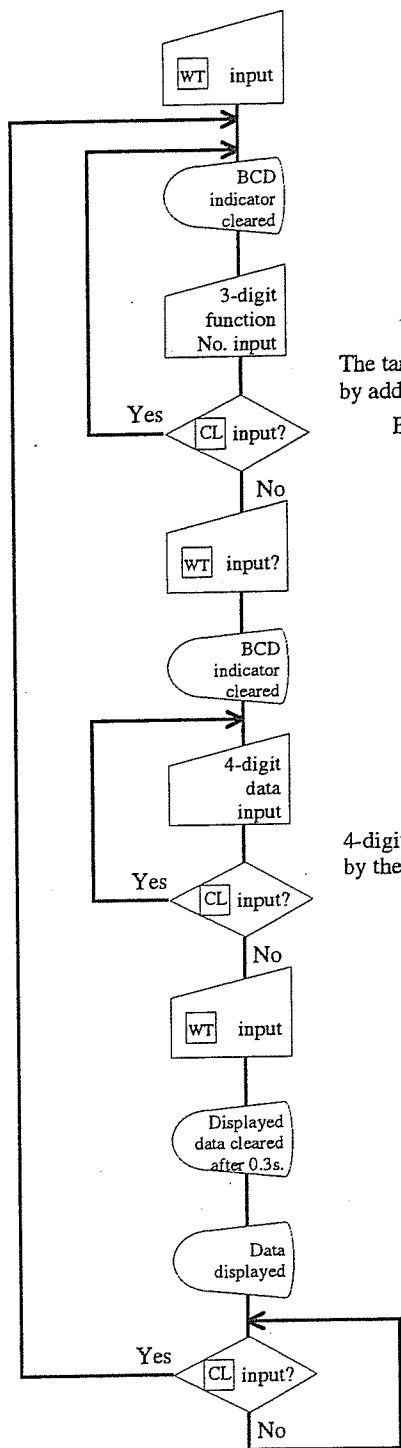 WT input
BCD
indicator
cleared
3-digit
function
No. input
The tar
by add
E
Yes
CL input?
No
WT input?
BCD
indicator
cleared
4-digit
data
input
4-digit
by the
Yes
CL input?
No
WT input
Displayed
data cleared
after 0.3s.
Data
displayed
Yes
CL input?
No